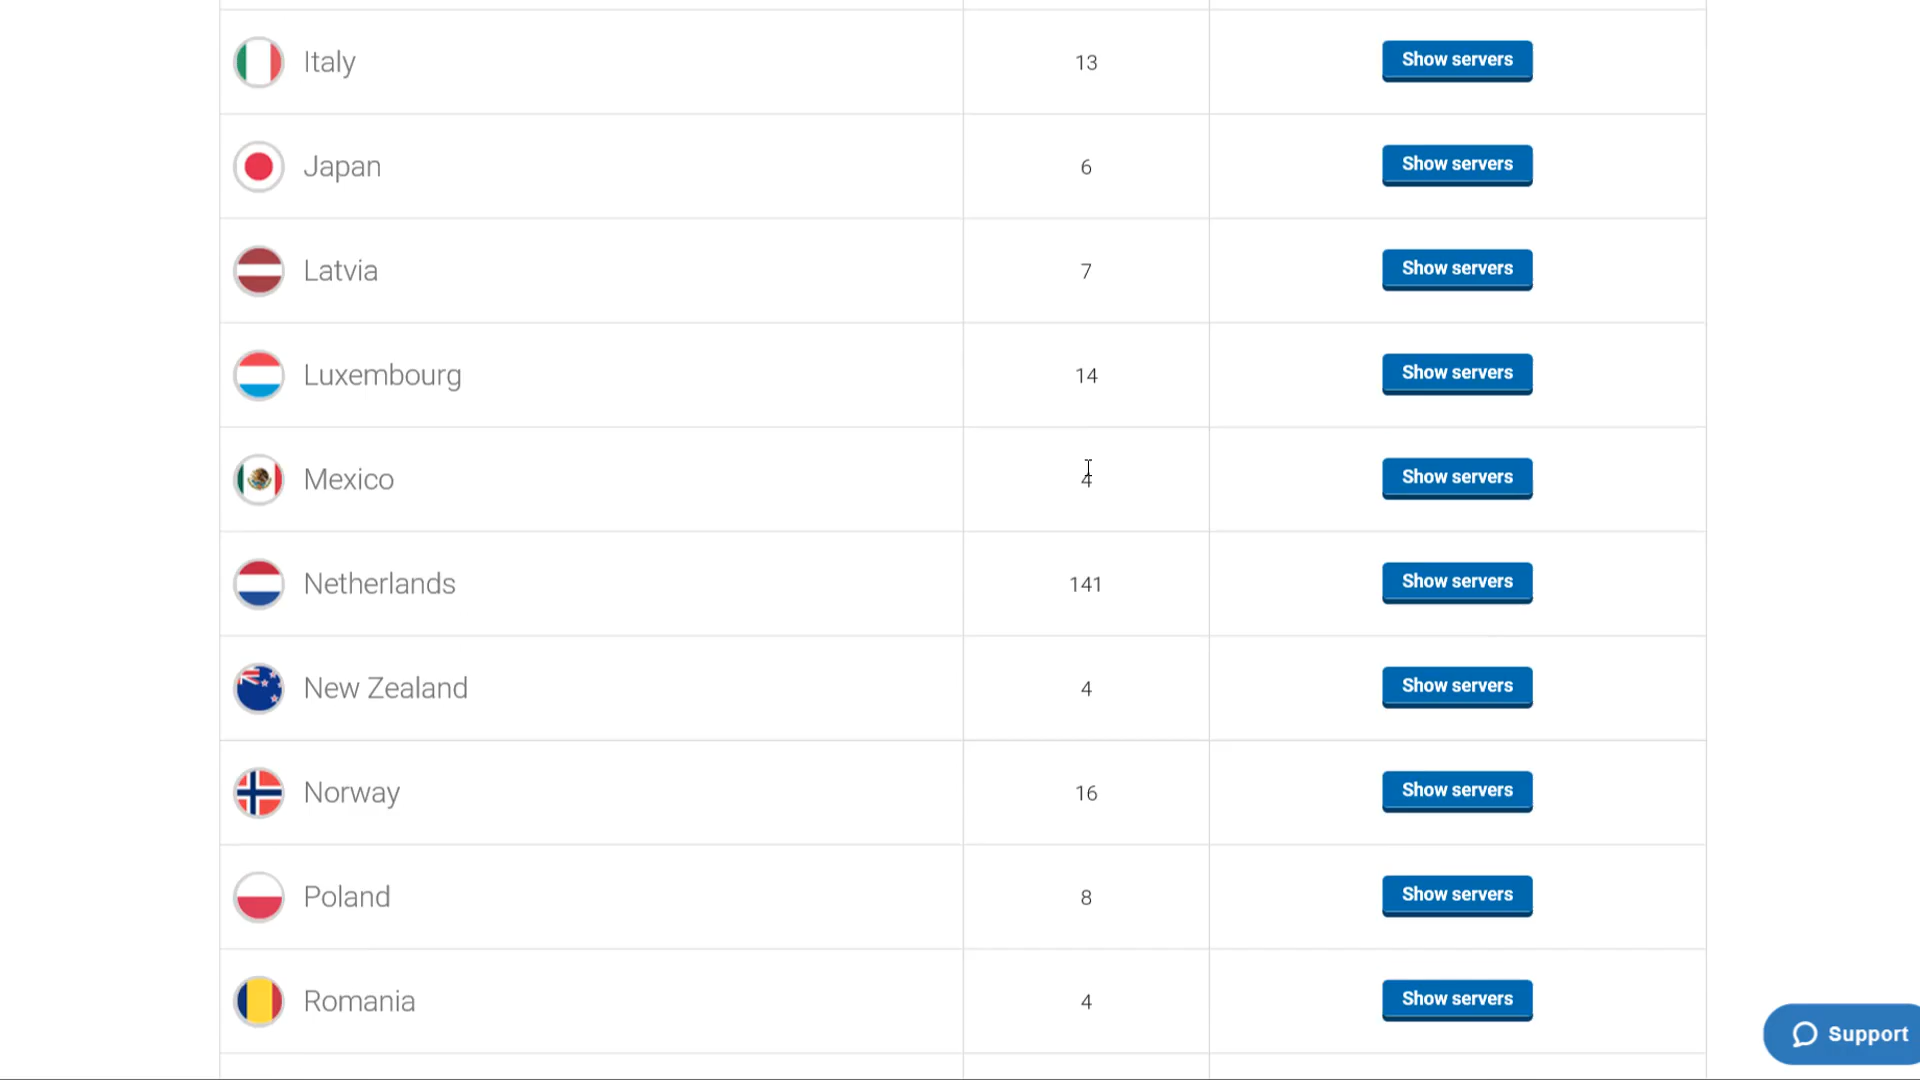 Italy 13 Show servers
Japan 6 Show servers
Latvia 7 Show servers
Luxembourg 14 Show servers
Mexico 4 Show servers
Netherlands 141 Show servers
New Zealand 4 Show servers
Norway 16 Show servers
Poland 8 Show servers
Romania 4 Show servers
Support